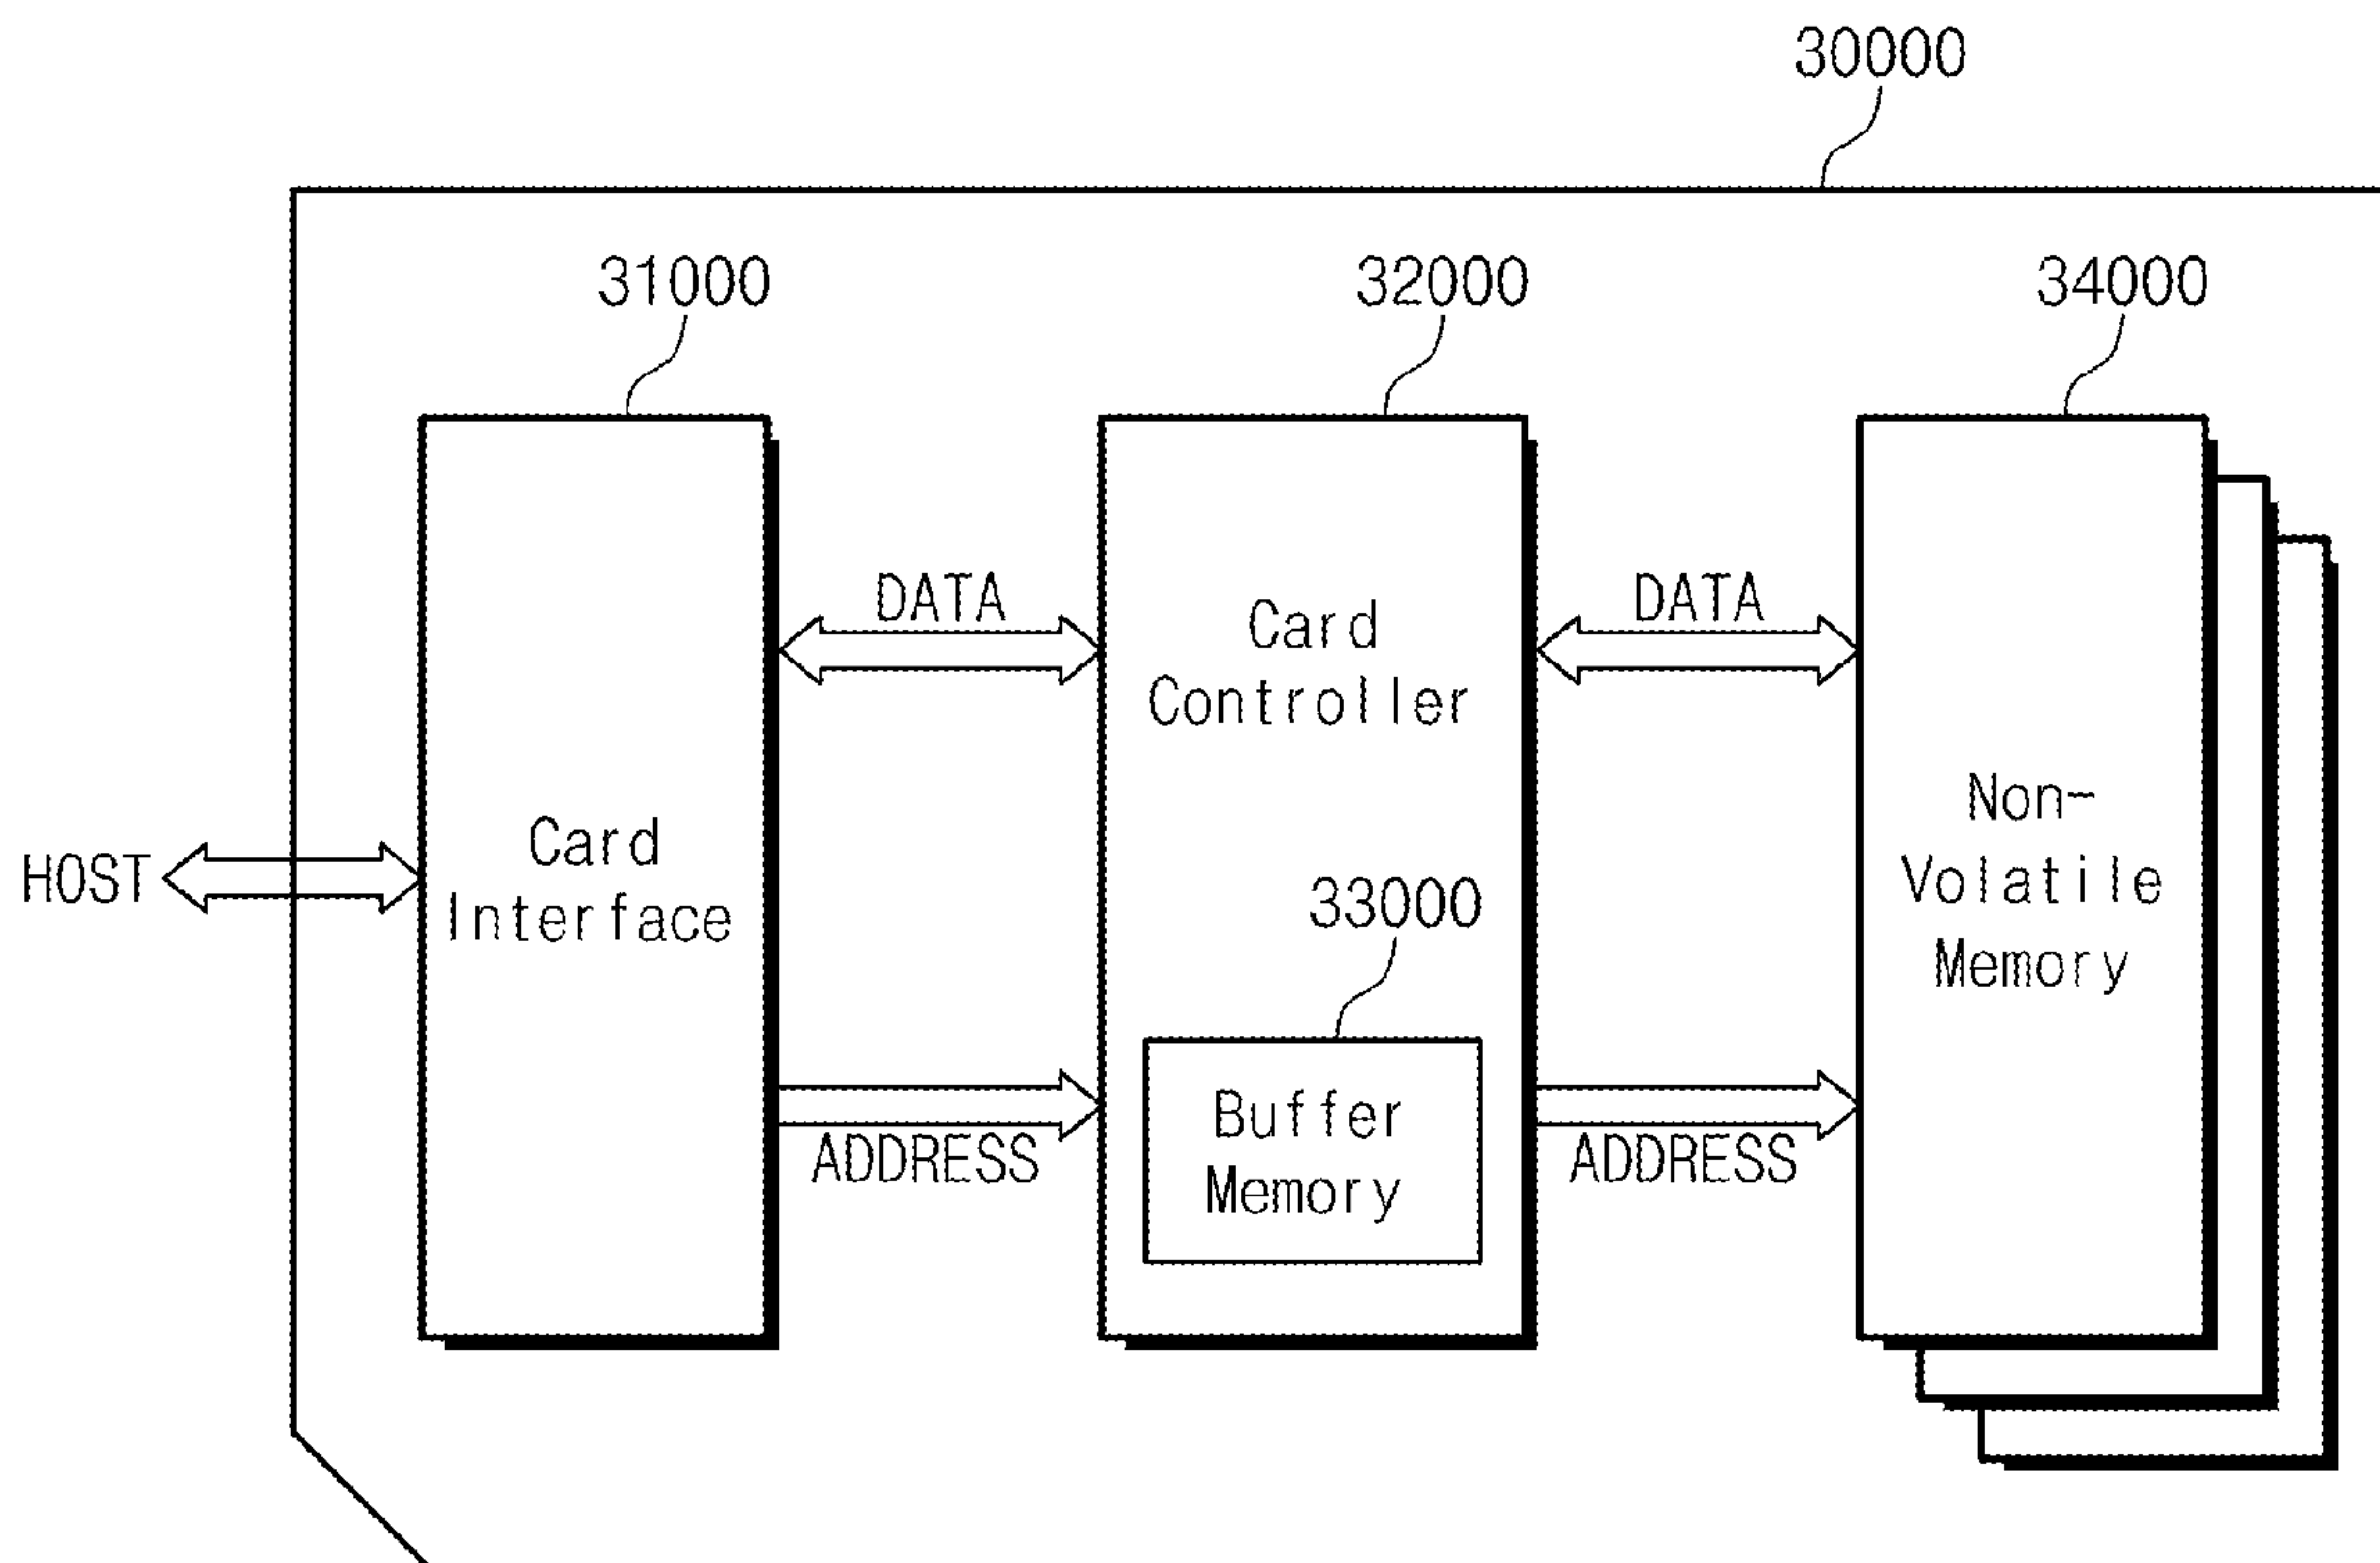 30000
31000
32000
34000
DATA
DATA
Card
Controller
Card
Interface
HOST
Non-
Volatile
Memory
33000
Buffer
Memory
ADDRESS
ADDRESS